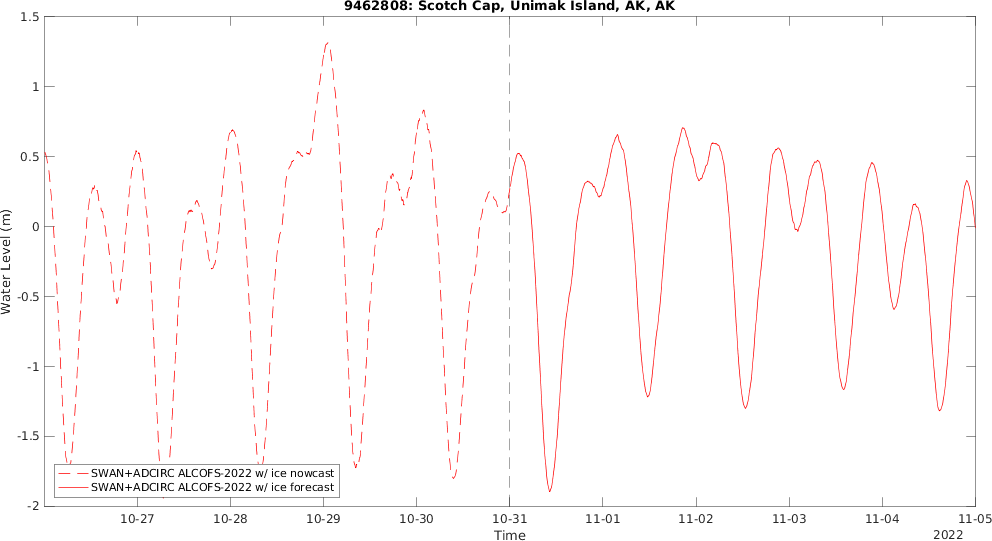 9462808: Scotch Cap, Unimak Island, AK, AK
1.5
1
0.5
0
-0.5
-1
-1.5
-2
Water Level (m)
SWAN+ADCIRC ALCOFS-2022 w/ ice nowcast
SWAN+ADCIRC ALCOFS-2022 w/ ice forecast
10-27 10-28 10-29 10-30 10-31 11-01 11-02 11-03 11-04 11-05
Time
2022